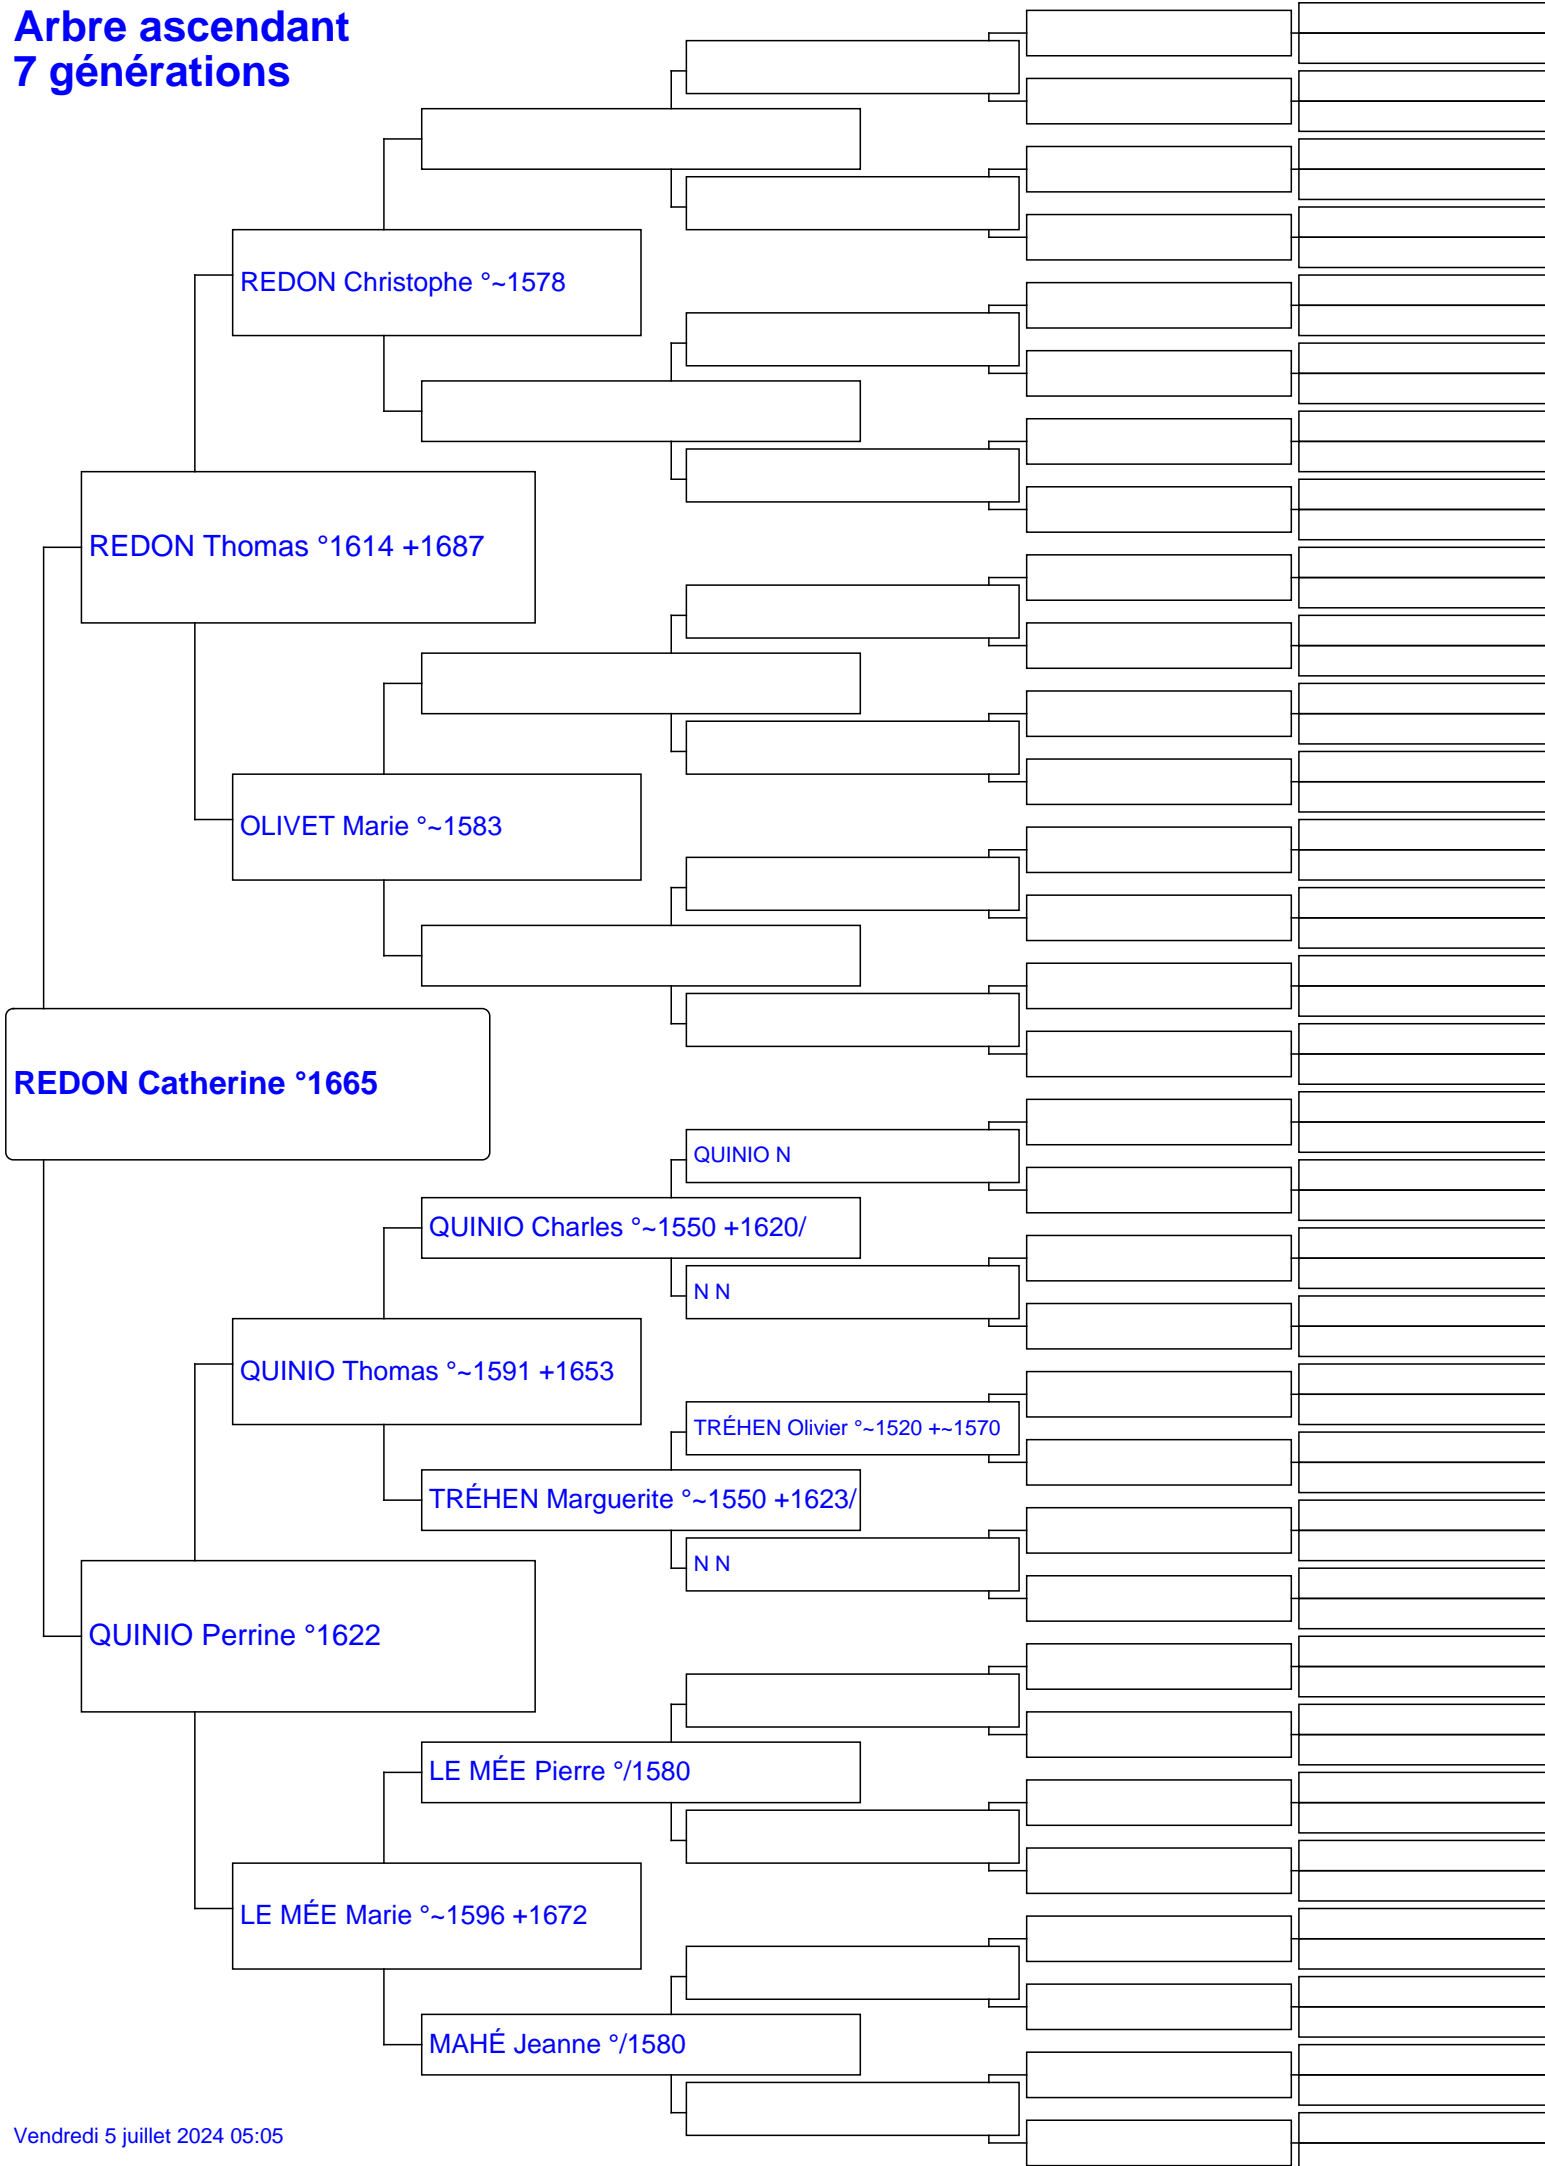 Arbre ascendant
7 générations
REDON Christophe °~1578
REDON Thomas °1614 +1687
OLIVET Marie °~1583
REDON Catherine °1665
QUINIO N
QUINIO Charles °~1550 +1620/
N N
QUINIO Thomas °~1591 +1653
TRÉHEN Olivier °~1520 +~1570
TRÉHEN Marguerite °~1550 +1623/
N N
QUINIO Perrine °1622
LE MÉE Pierre °/1580
LE MÉE Marie °~1596 +1672
MAHÉ Jeanne °/1580
Vendredi 5 juillet 2024 05:05